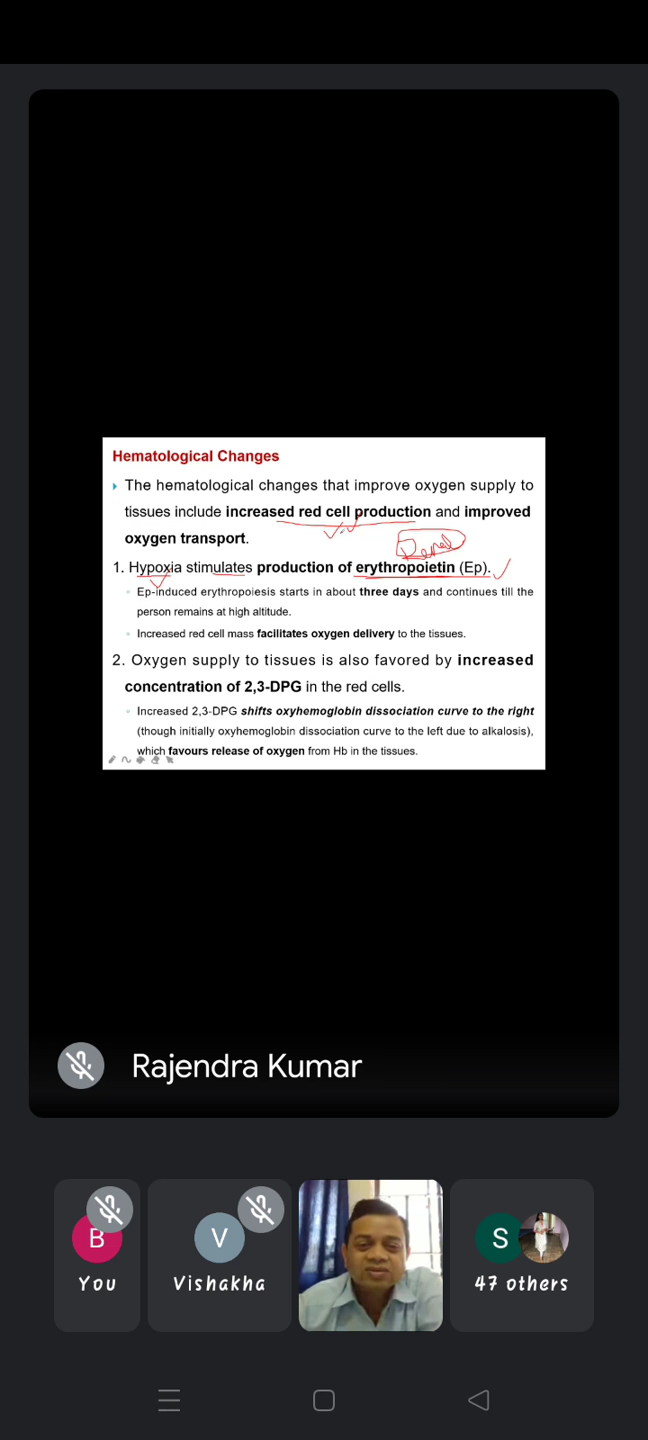 Hematological Changes
The hematological changes that improve oxygen supply to
tissues include increased red cell production and improved
oxygen transport.
Renal
1. Hypoxia stimulates production of erythropoietin (Ep).
Ep-induced erythropoiesis starts in about three days and continues till the
person remains at high altitude.
Increased red cell mass facilitates oxygen delivery to the tissues.
2. Oxygen supply to tissues is also favored by increased
concentration of 2,3-DPG in the red cells.
Increased 2,3-DPG shifts oxyhemoglobin dissociation curve to the right
(though initially oxyhemoglobin dissociation curve to the left due to alkalosis),
which favours release of oxygen from Hb in the tissues.
Rajendra Kumar
B
V
S
You
Vishakha
47 others